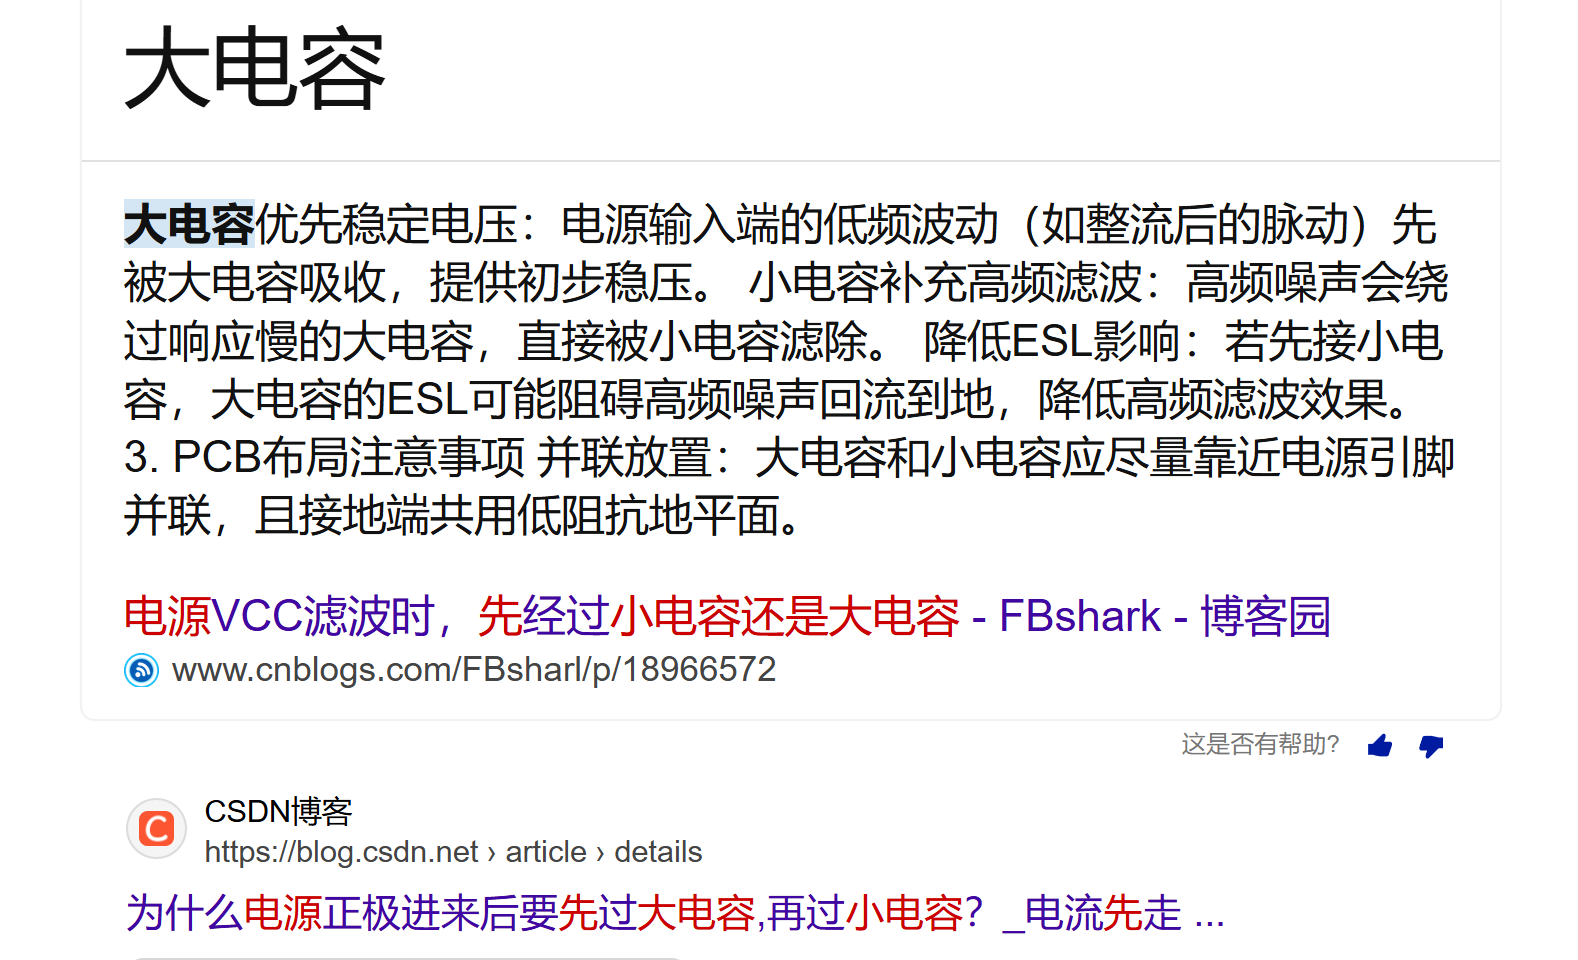 大电容
大电容优先稳定电压：电源输入端的低频波动（如整流后的脉动）先
被大电容吸收，提供初步稳压。 小电容补充高频滤波：高频噪声会绕
过响应慢的大电容，直接被小电容滤除。 降低ESL影响：若先接小电
容，大电容的ESL可能阻碍高频噪声回流到地，降低高频滤波效果。
3. PCB布局注意事项 并联放置：大电容和小电容应尽量靠近电源引脚
并联，且接地端共用低阻抗地平面。
电源VCC滤波时，先经过小电容还是大电容 - FBshark - 博客园
www.cnblogs.com/FBsharl/p/18966572
这是否有帮助?
CSDN博客
https://blog.csdn.net › article › details
为什么电源正极进来后要先过大电容,再过小电容？_电流先走 ...